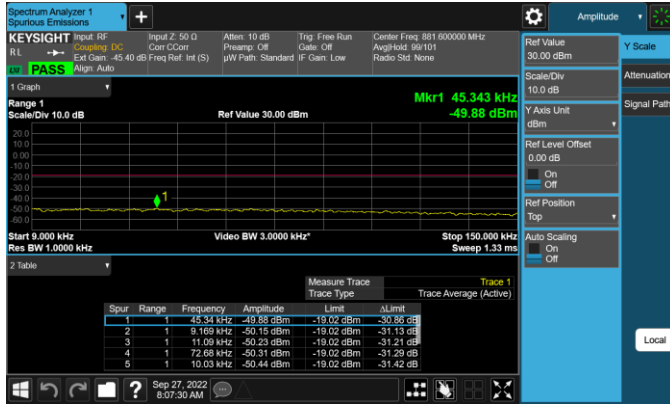 Spectrum Analyzer 1
Spurious Emissions
Amplitude
KEYSIGHT Input: RF Input Z: 50 Ω Atten: 10 dB Trig: Free Run Center Freq: 881.600000 MHz
RL Coupling: DC Corr CCorr Preamp: Off Gate: Off Avg|Hold: 99/101
Ext Gain: -45.40 dB Freq Ref: Int (S) µW Path: Standard IF Gain: Low Radio Std: None
PASS Align: Auto
1 Graph
Range 1
Mkr1 45.343 kHz
Scale/Div 10.0 dB Ref Value 30.00 dBm -49.88 dBm
20.0
10.0
0.00
-10.0
-20.0
-30.0
-40.0
-50.0
-60.0
1
Start 9.000 kHz Video BW 3.0000 kHz* Stop 150.000 kHz
Res BW 1.0000 kHz Sweep 1.33 ms
2 Table
Measure Trace Trace 1
Trace Type Trace Average (Active)
Spur Range Frequency Amplitude Limit ΔLimit
1 1 45.34 kHz -49.88 dBm -19.02 dBm -30.86 dB
2 1 9.169 kHz -50.15 dBm -19.02 dBm -31.13 dB
3 1 11.09 kHz -50.23 dBm -19.02 dBm -31.21 dB
4 1 72.68 kHz -50.31 dBm -19.02 dBm -31.29 dB
5 1 10.03 kHz -50.44 dBm -19.02 dBm -31.42 dB
Sep 27, 2022
8:07:30 AM
Ref Value
30.00 dBm
Scale/Div
10.0 dB
Y Axis Unit
dBm
Ref Level Offset
0.00 dB
On
Off
Ref Position
Top
Auto Scaling
On
Off
Y Scale
Attenuation
Signal Path
Local